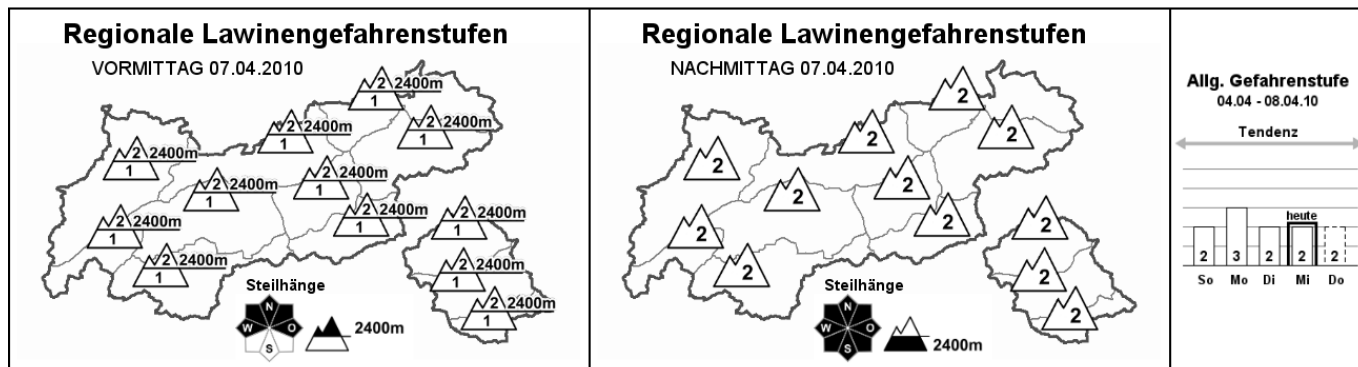 Regionale Lawinengefahrenstufen
VORMITTAG 07.04.2010
2 2400m
1
2 2400m
1
2 2400m
1
2 2400m
1
2 2400m
1
2 2400m
1
2 2400m
1
2 2400m
1
2 2400m
1
2 2400m
1
2 2400m
1
2 2400m
1
Steilhänge
N
W O
S
2400m
Regionale Lawinengefahrenstufen
NACHMITTAG 07.04.2010
2
2
2
2
2
2
2
2
2
2
2
2
Steilhänge
N
W O
S
2400m
Allg. Gefahrenstufe
04.04 - 08.04.10
Tendenz
heute
2 3 2 2 2
So Mo Di Mi Do